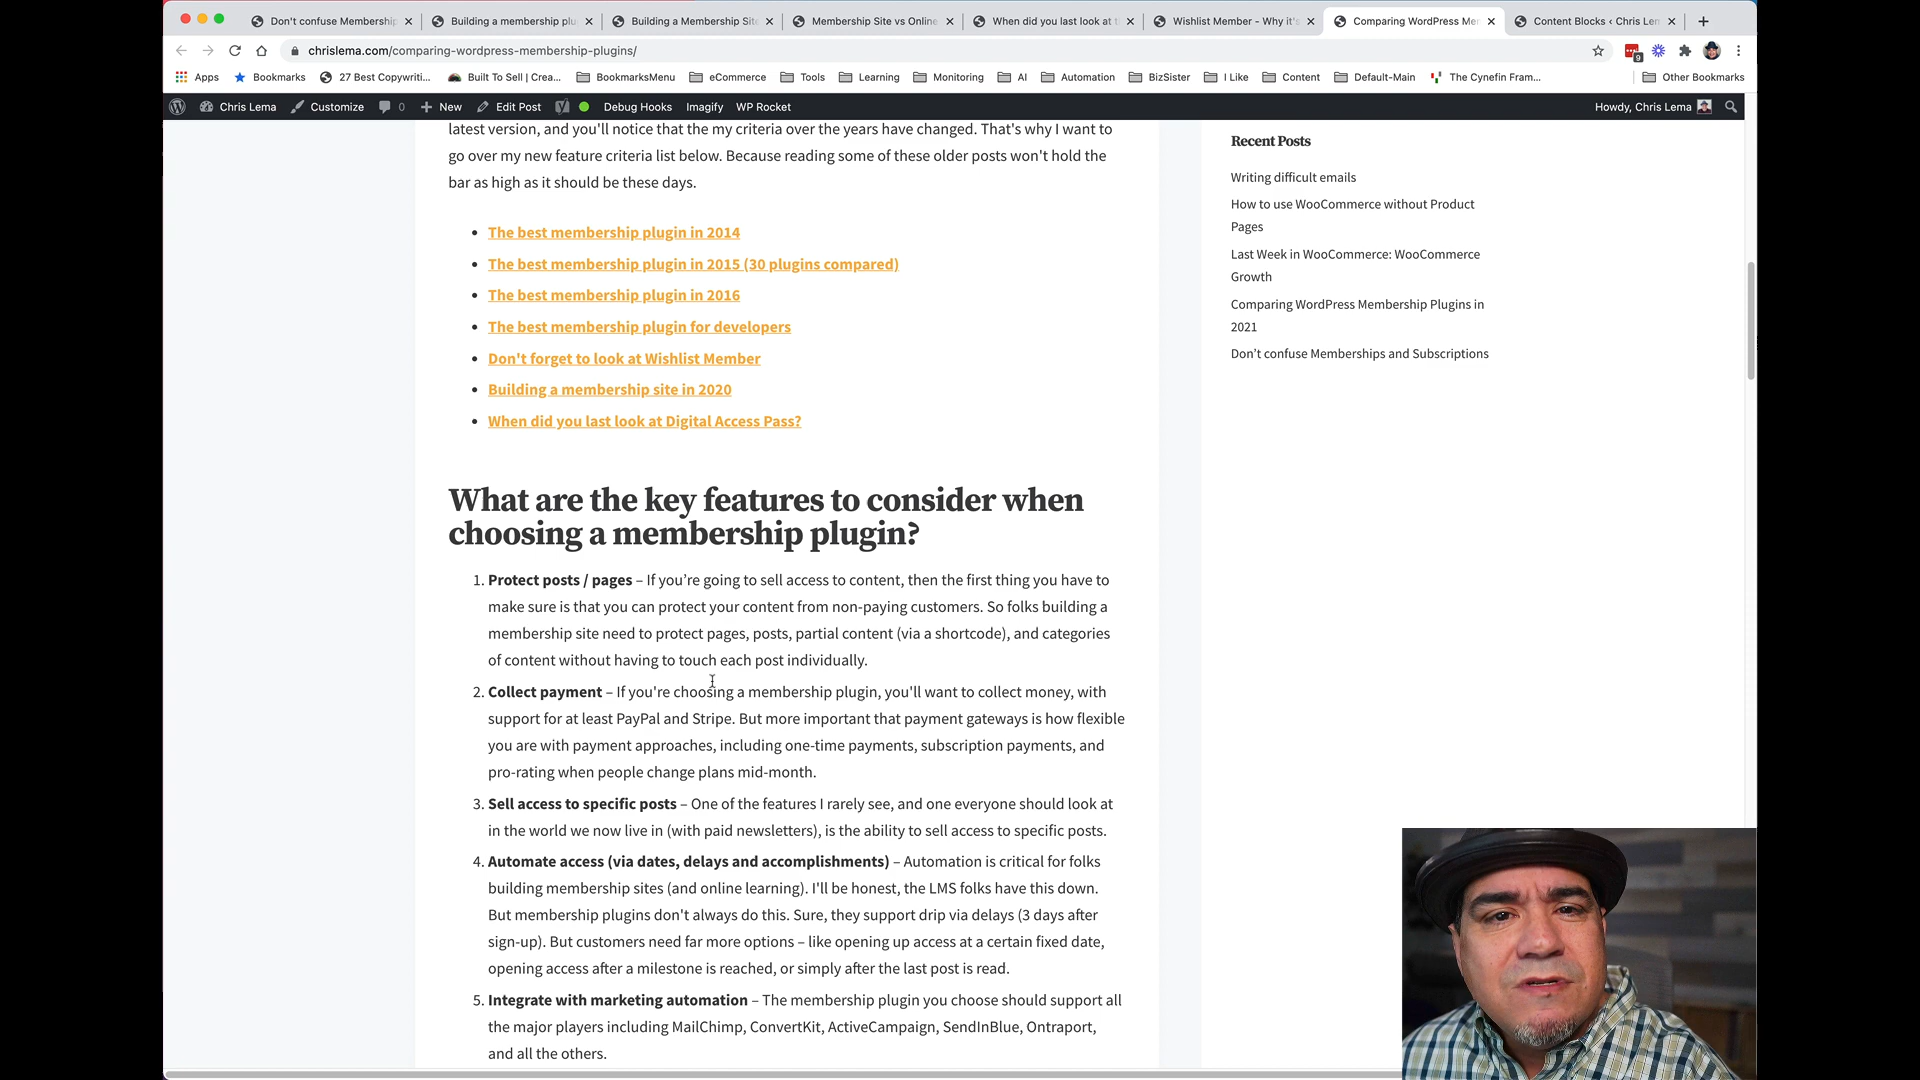 Don't confuse Membership
Building a membership plu
Building a Membership Site
Membership Site vs Online
When did you last look at t
Wishlist Member - Why it's
Comparing WordPress Me
Content Blocks ‹ Chris Lem
chrislema.com/comparing-wordpress-membership-plugins/
Apps
Bookmarks
27 Best Copywriti...
Built To Sell | Crea...
BookmarksMenu
eCommerce
Tools
Learning
Monitoring
AI
Automation
BizSister
I Like
Content
Default-Main
The Cynefin Fram...
Other Bookmarks
Chris Lema
Customize
0
New
Edit Post
Debug Hooks
Imagify
WP Rocket
Howdy, Chris Lema
latest version, and you'll notice that the my criteria over the years have changed. That's why I want to
go over my new feature criteria list below. Because reading some of these older posts won't hold the
bar as high as it should be these days.
• The best membership plugin in 2014
• The best membership plugin in 2015 (30 plugins compared)
• The best membership plugin in 2016
• The best membership plugin for developers
• Don't forget to look at Wishlist Member
• Building a membership site in 2020
• When did you last look at Digital Access Pass?
What are the key features to consider when
choosing a membership plugin?
1. Protect posts / pages – If you're going to sell access to content, then the first thing you have to
make sure is that you can protect your content from non-paying customers. So folks building a
membership site need to protect pages, posts, partial content (via a shortcode), and categories
of content without having to touch each post individually.
2. Collect payment – If you're choosing a membership plugin, you'll want to collect money, with
support for at least PayPal and Stripe. But more important that payment gateways is how flexible
you are with payment approaches, including one-time payments, subscription payments, and
pro-rating when people change plans mid-month.
3. Sell access to specific posts – One of the features I rarely see, and one everyone should look at
in the world we now live in (with paid newsletters), is the ability to sell access to specific posts.
4. Automate access (via dates, delays and accomplishments) – Automation is critical for folks
building membership sites (and online learning). I'll be honest, the LMS folks have this down.
But membership plugins don't always do this. Sure, they support drip via delays (3 days after
sign-up). But customers need far more options – like opening up access at a certain fixed date,
opening access after a milestone is reached, or simply after the last post is read.
5. Integrate with marketing automation – The membership plugin you choose should support all
the major players including MailChimp, ConvertKit, ActiveCampaign, SendInBlue, Ontraport,
and all the others.
Recent Posts
Writing difficult emails
How to use WooCommerce without Product
Pages
Last Week in WooCommerce: WooCommerce
Growth
Comparing WordPress Membership Plugins in
2021
Don't confuse Memberships and Subscriptions